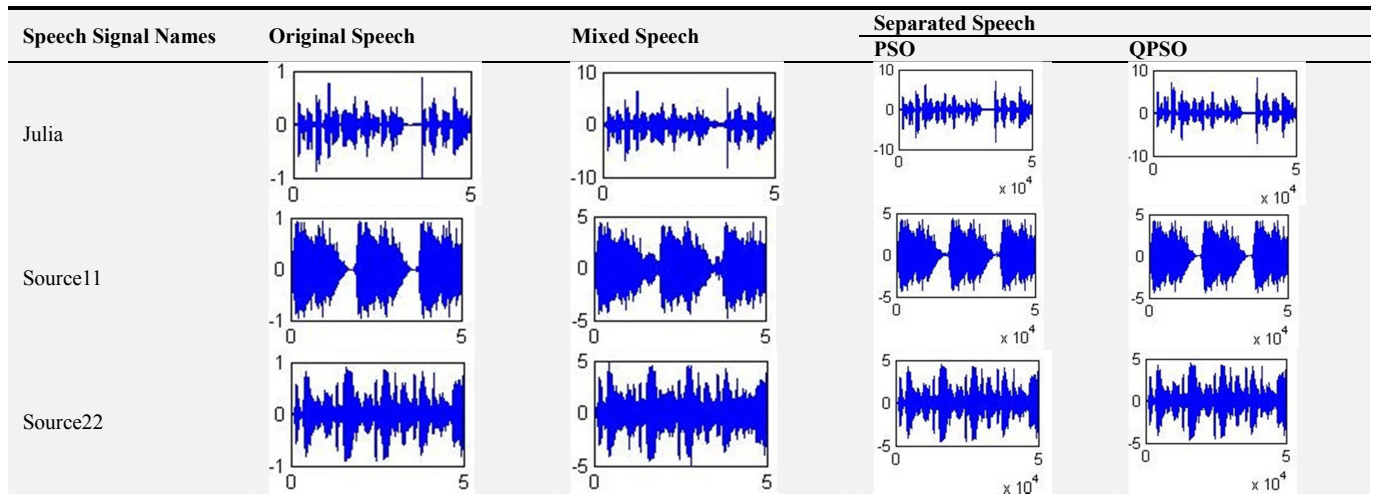 Speech Signal Names Original Speech Mixed Speech Separated Speech
PSO QPSO
Julia
1 0 -1 0 5
10 0 -10 0 5
10 0 -10 0 5 x 10^4
10 0 -10 0 5 x 10^4
Source11
1 0 -1 0 5
5 0 -5 0 5
5 0 -5 0 5 x 10^4
5 0 -5 0 5 x 10^4
Source22
1 0 -1 0 5
5 0 -5 0 5
5 0 -5 0 5 x 10^4
5 0 -5 0 5 x 10^4